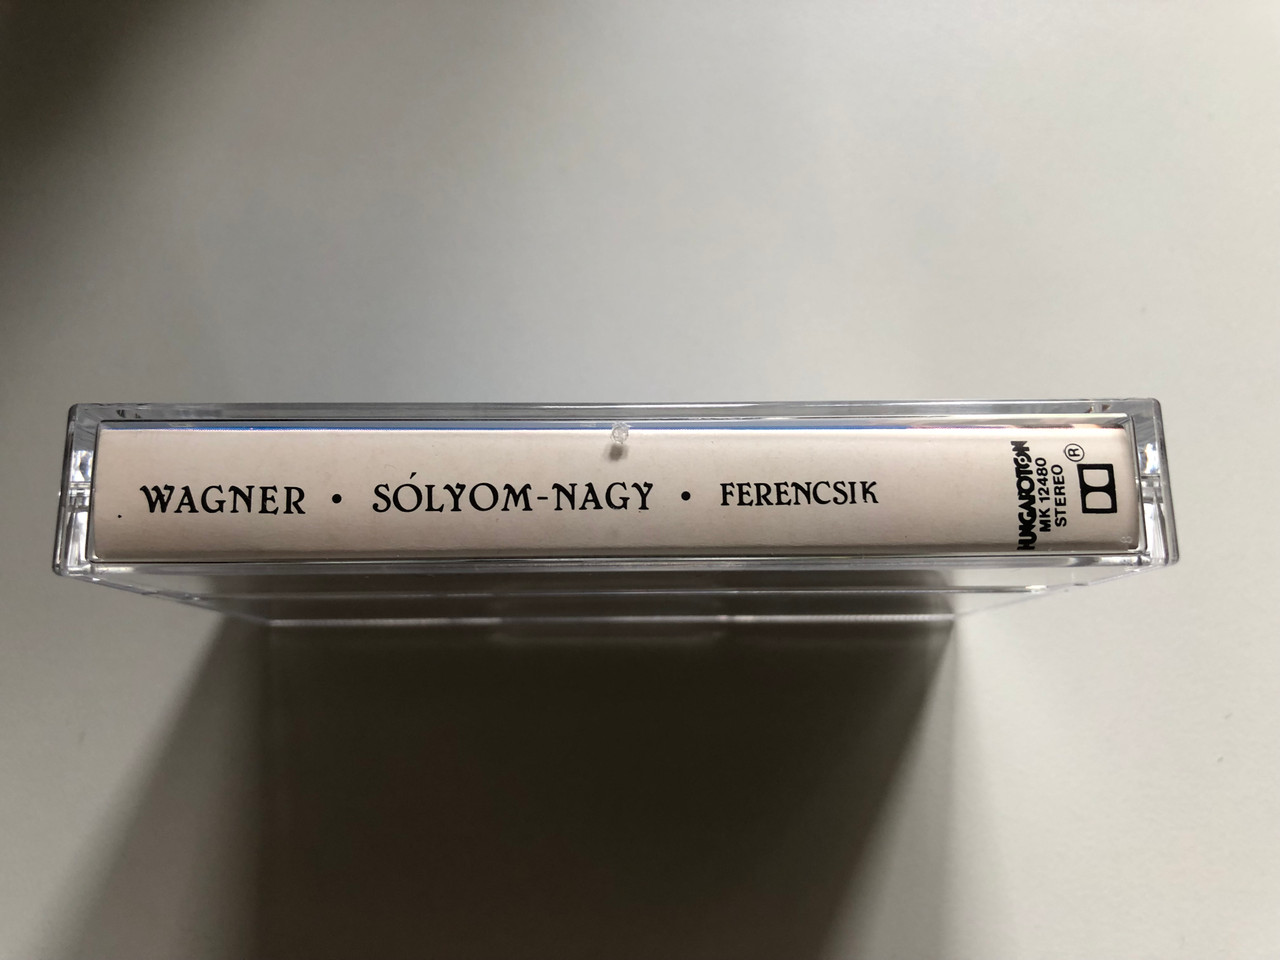 WAGNER • SÓLYOM-NAGY • FERENCSIK
HUNGAROTON
MK 12480
STEREO
®